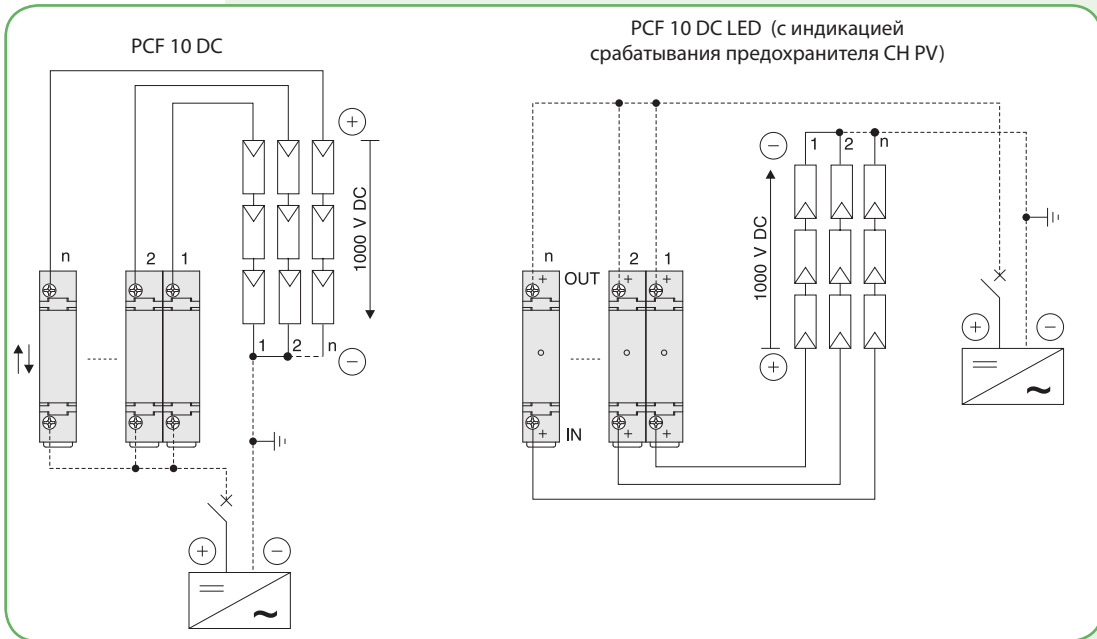 PCF 10 DC
PCF 10 DC LED (с индикацией
срабатывания предохранителя CH PV)
+
1000 V DC
n
2
1
1
2
n
−
+
−
~
−
1
2
n
1000 V DC
+
n
2
1
+
+
+
OUT
IN
+
+
+
+
−
~